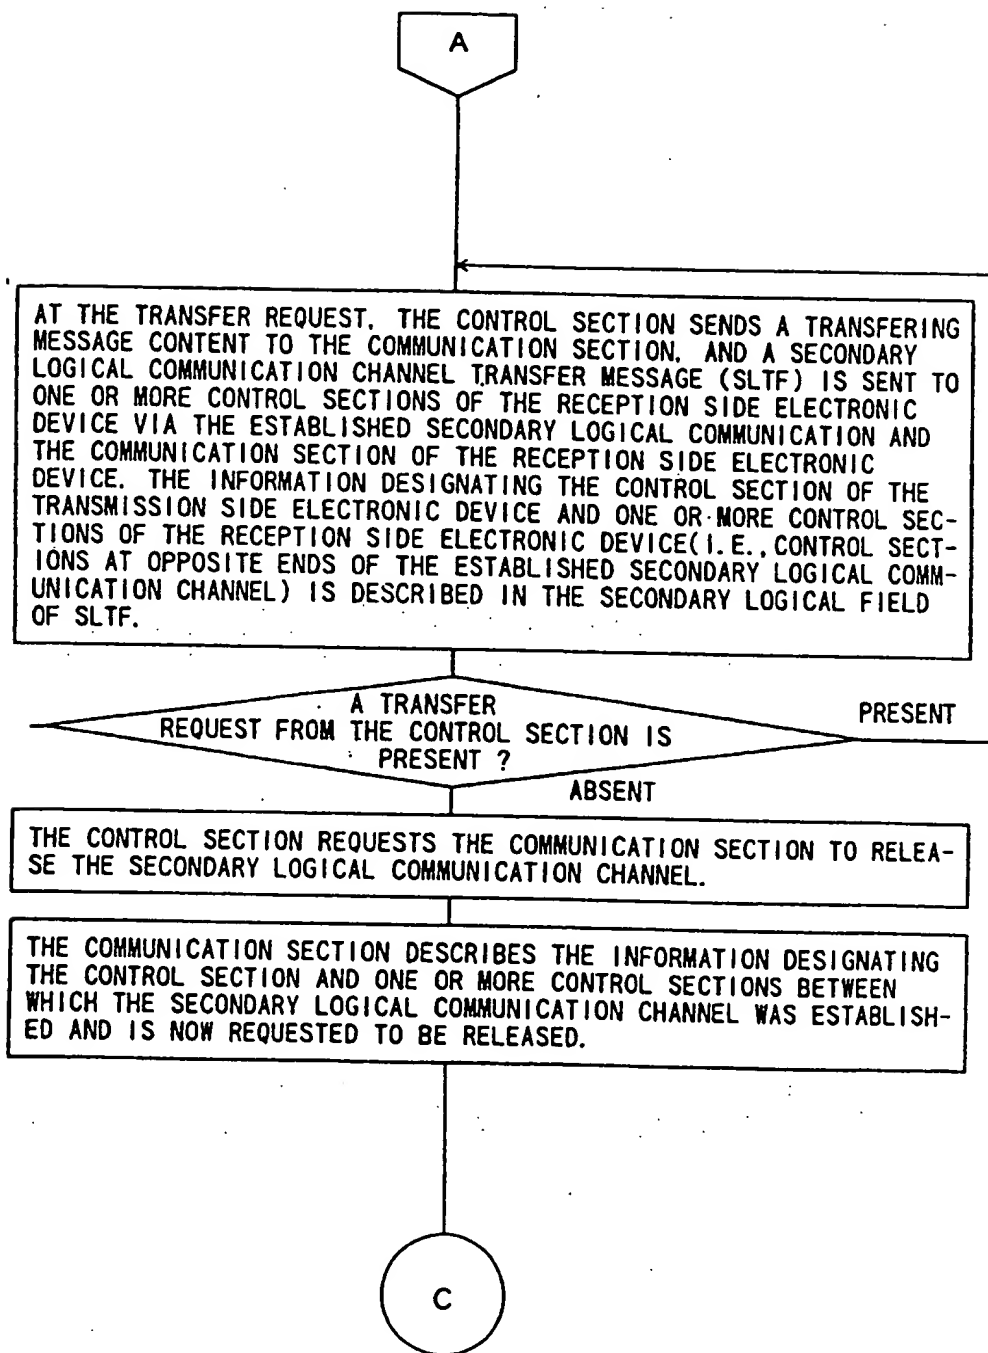 A
AT THE TRANSFER REQUEST, THE CONTROL SECTION SENDS A TRANSFERING
MESSAGE CONTENT TO THE COMMUNICATION SECTION, AND A SECONDARY
LOGICAL COMMUNICATION CHANNEL TRANSFER MESSAGE (SLTF) IS SENT TO
ONE OR MORE CONTROL SECTIONS OF THE RECEPTION SIDE ELECTRONIC
DEVICE VIA THE ESTABLISHED SECONDARY LOGICAL COMMUNICATION AND
THE COMMUNICATION SECTION OF THE RECEPTION SIDE ELECTRONIC
DEVICE. THE INFORMATION DESIGNATING THE CONTROL SECTION OF THE
TRANSMISSION SIDE ELECTRONIC DEVICE AND ONE OR MORE CONTROL SEC-
TIONS OF THE RECEPTION SIDE ELECTRONIC DEVICE(I.E.,CONTROL SECT-
IONS AT OPPOSITE ENDS OF THE ESTABLISHED SECONDARY LOGICAL COMM-
UNICATION CHANNEL) IS DESCRIBED IN THE SECONDARY LOGICAL FIELD
OF SLTF.
A TRANSFER
REQUEST FROM THE CONTROL SECTION IS
PRESENT ?
PRESENT
ABSENT
THE CONTROL SECTION REQUESTS THE COMMUNICATION SECTION TO RELEA-
SE THE SECONDARY LOGICAL COMMUNICATION CHANNEL.
THE COMMUNICATION SECTION DESCRIBES THE INFORMATION DESIGNATING
THE CONTROL SECTION AND ONE OR MORE CONTROL SECTIONS BETWEEN
WHICH THE SECONDARY LOGICAL COMMUNICATION CHANNEL WAS ESTABLISH-
ED AND IS NOW REQUESTED TO BE RELEASED.
C